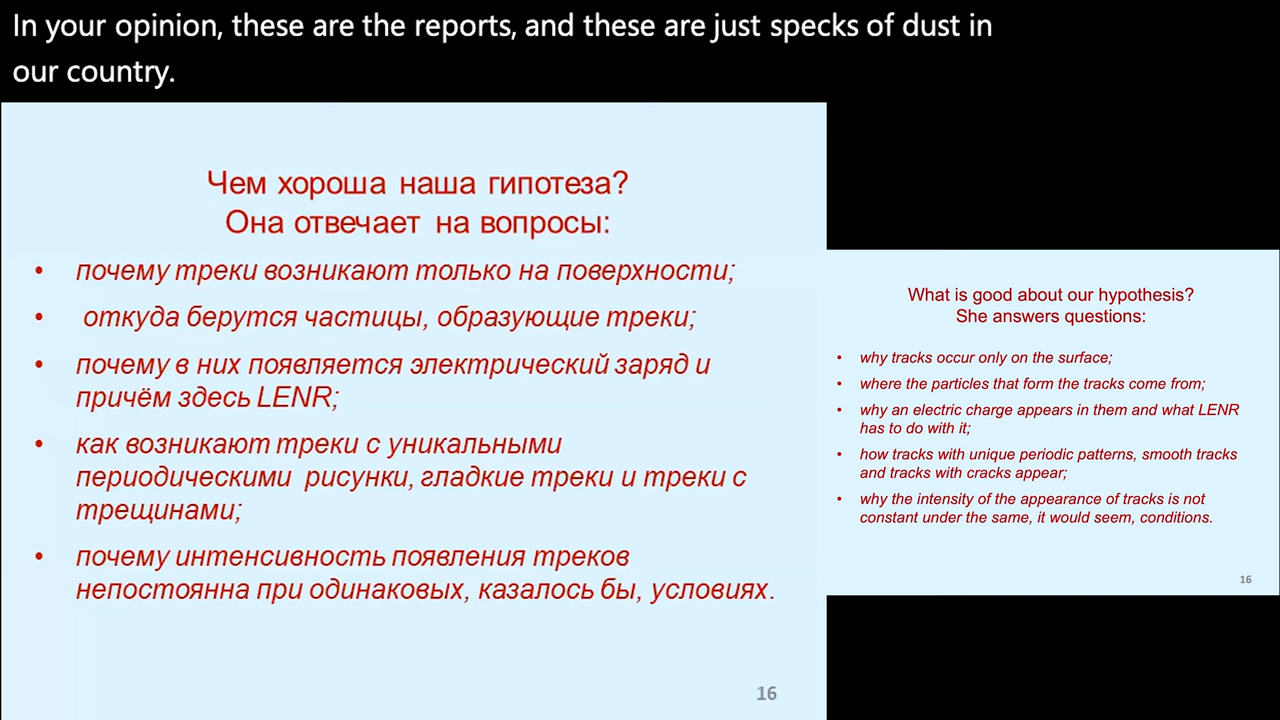 In your opinion, these are the reports, and these are just specks of dust in
our country.
Чем хороша наша гипотеза?
Она отвечает на вопросы:
• почему треки возникают только на поверхности;
• откуда берутся частицы, образующие треки;
• почему в них появляется электрический заряд и
причём здесь LENR;
• как возникают треки с уникальными
периодическими рисунки, гладкие треки и треки с
трещинами;
• почему интенсивность появления треков
непостоянна при одинаковых, казалось бы, условиях.
16
What is good about our hypothesis?
She answers questions:
• why tracks occur only on the surface;
• where the particles that form the tracks come from;
• why an electric charge appears in them and what LENR
has to do with it;
• how tracks with unique periodic patterns, smooth tracks
and tracks with cracks appear;
• why the intensity of the appearance of tracks is not
constant under the same, it would seem, conditions.
16